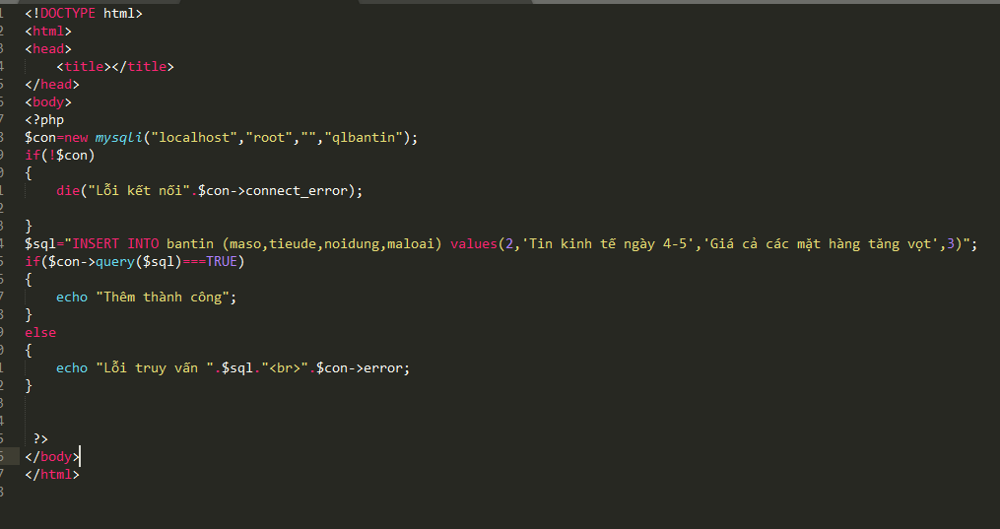 <!DOCTYPE html>
<html>
<head>
<title></title>
</head>
<body>
<?php
$con=new mysqli("localhost","root","","qlbantin");
if(!$con)
{
die("Lỗi kết nối".$con->connect_error);
}
$sql="INSERT INTO bantin (maso,tieude,noidung,maloai) values(2,'Tin kinh tế ngày 4-5','Giá cả các mặt hàng tăng vọt',3)";
if($con->query($sql)===TRUE)
{
echo "Thêm thành công";
}
else
{
echo "Lỗi truy vấn ".$sql."<br>".$con->error;
}
?>
</body>
</html>